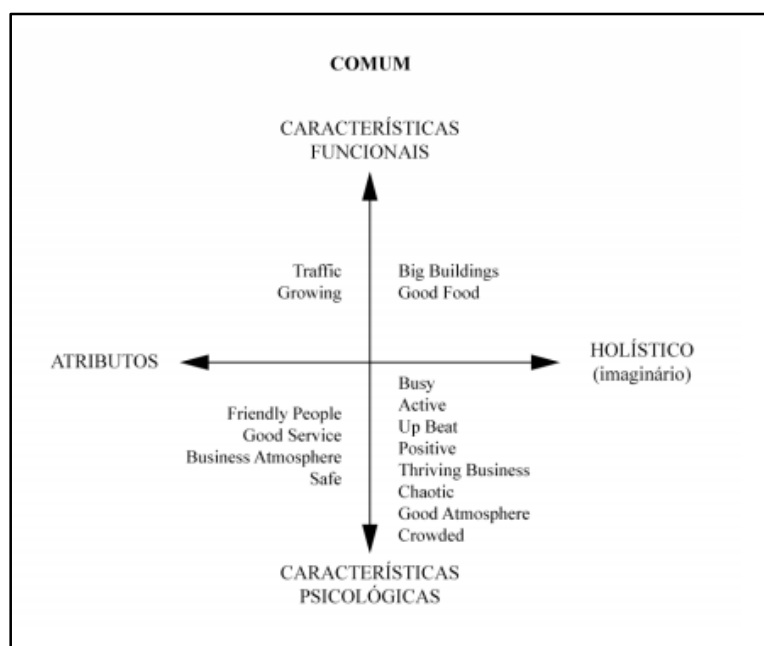 COMUM
CARACTERÍSTICAS
FUNCIONAIS
Traffic
Growing
Big Buildings
Good Food
ATRIBUTOS
HOLÍSTICO
(imaginário)
Friendly People
Good Service
Business Atmosphere
Safe
Busy
Active
Up Beat
Positive
Thriving Business
Chaotic
Good Atmosphere
Crowded
CARACTERÍSTICAS
PSICOLÓGICAS